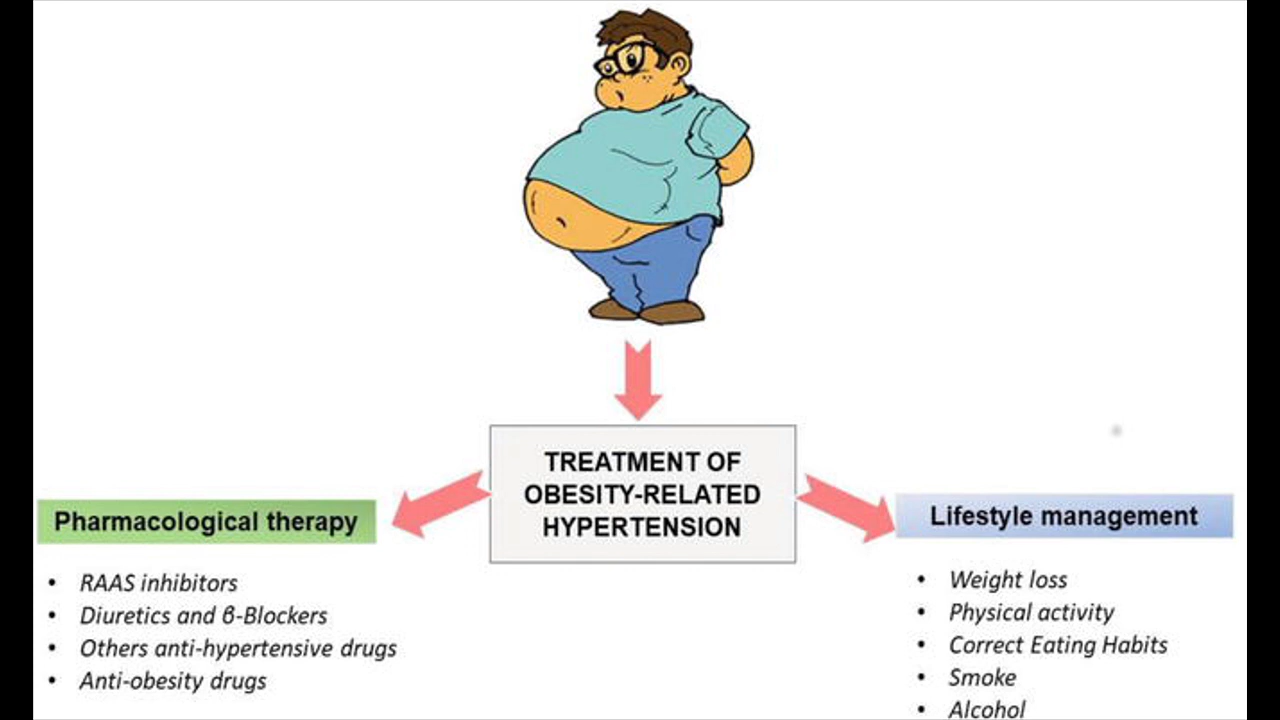 TREATMENT OF
OBESITY-RELATED
HYPERTENSION
Pharmacological therapy
• RAAS inhibitors
• Diuretics and β-Blockers
• Others anti-hypertensive drugs
• Anti-obesity drugs
Lifestyle management
• Weight loss
• Physical activity
• Correct Eating Habits
• Smoke
• Alcohol